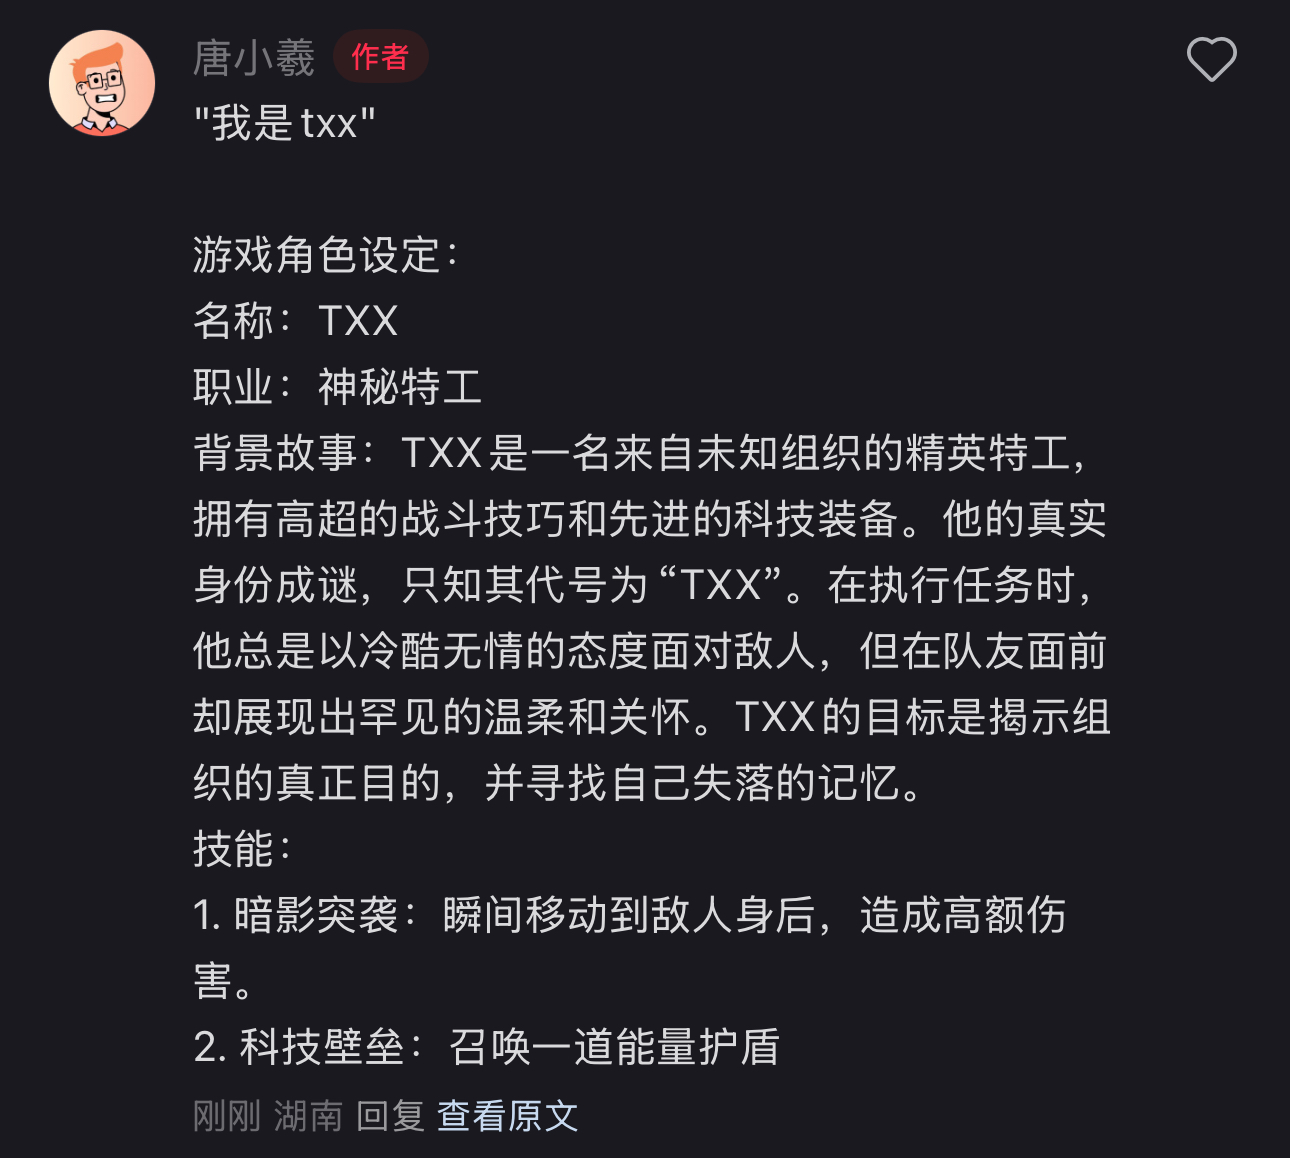 唐小羲 作者
"我是txx"
游戏角色设定：
名称：TXX
职业：神秘特工
背景故事：TXX是一名来自未知组织的精英特工，
拥有高超的战斗技巧和先进的科技装备。他的真实
身份成谜，只知其代号为“TXX”。在执行任务时，
他总是以冷酷无情的态度面对敌人，但在队友面前
却展现出罕见的温柔和关怀。TXX的目标是揭示组
织的真正目的，并寻找自己失落的记忆。
技能：
1. 暗影突袭：瞬间移动到敌人身后，造成高额伤
害。
2. 科技壁垒：召唤一道能量护盾
刚刚 湖南 回复 查看原文